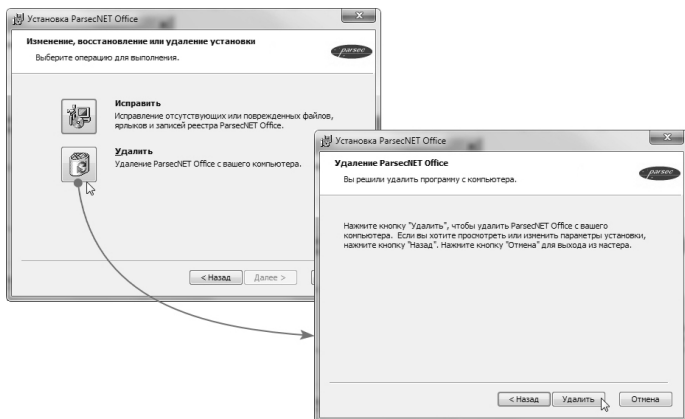 Установка ParsecNET Office
x
Изменение, восстановление или удаление установки
Выберите операцию для выполнения.
parsec
Исправить
Исправление отсутствующих или поврежденных файлов,
ярлыков и записей реестра ParsecNET Office.
Удалить
Удаление ParsecNET Office с вашего компьютера.
< Назад
Далее >
Установка ParsecNET Office
x
Удаление ParsecNET Office
Вы решили удалить программу с компьютера.
parsec
Нажмите кнопку "Удалить", чтобы удалить ParsecNET Office с вашего
компьютера. Если вы хотите просмотреть или изменить параметры установки,
нажмите кнопку "Назад". Нажмите кнопку "Отмена" для выхода из мастера.
< Назад
Удалить
Отмена